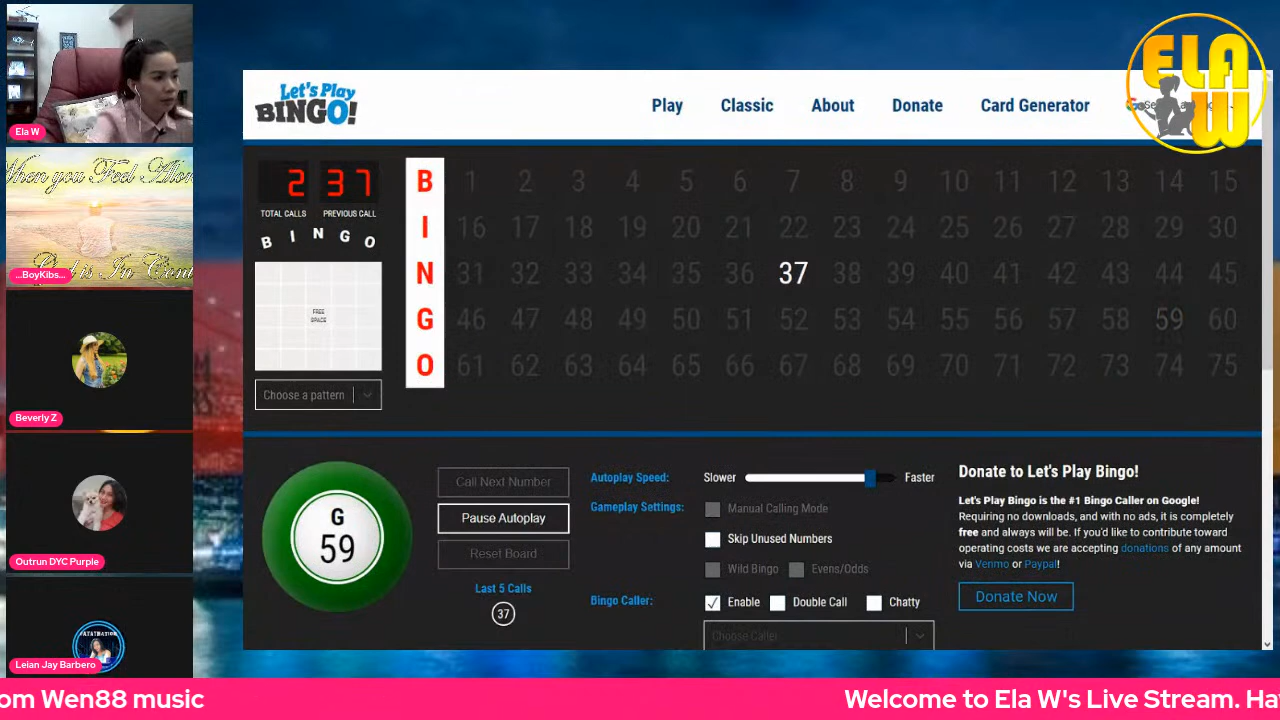 Ela W
When you Feel Alon
...BoyKibs...
Beverly Z
Outrun DYC Purple
Leian Jay Barbero
Let's Play
BINGO!
Play
Classic
About
Donate
Card Generator
ELA
W
2
37
TOTAL CALLS
PREVIOUS CALL
B I N G O
FREE
SPACE
Choose a pattern
B 1 2 3 4 5 6 7 8 9 10 11 12 13 14 15
I 16 17 18 19 20 21 22 23 24 25 26 27 28 29 30
N 31 32 33 34 35 36 37 38 39 40 41 42 43 44 45
G 46 47 48 49 50 51 52 53 54 55 56 57 58 59 60
O 61 62 63 64 65 66 67 68 69 70 71 72 73 74 75
G
59
Call Next Number
Pause Autoplay
Reset Board
Last 5 Calls
37
Autoplay Speed:
Slower
Faster
Gameplay Settings:
Manual Calling Mode
Skip Unused Numbers
Wild Bingo
Evens/Odds
Bingo Caller:
Enable
Double Call
Chatty
Choose Caller
Donate to Let's Play Bingo!
Let's Play Bingo is the #1 Bingo Caller on Google!
Requiring no downloads, and with no ads, it is completely
free and always will be. If you'd like to contribute toward
operating costs we are accepting donations of any amount
via Venmo or Paypal!
Donate Now
om Wen88 music
Welcome to Ela W's Live Stream. Ha